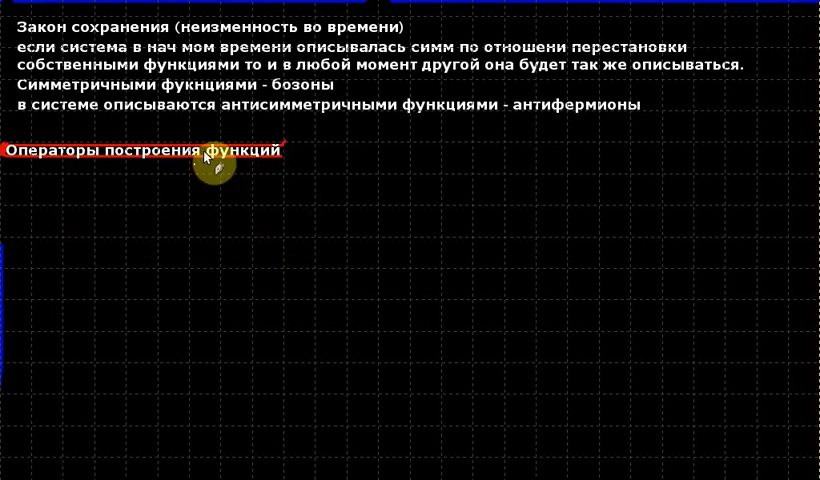 Закон сохранения (неизменность во времени)
если система в нач мом времени описывалась симм по отношени перестановки
собственными функциями то и в любой момент другой она будет так же описываться.
Симметричными фукнциями - бозоны
в системе описываются антисимметричными функциями - антифермионы
Операторы построения функций